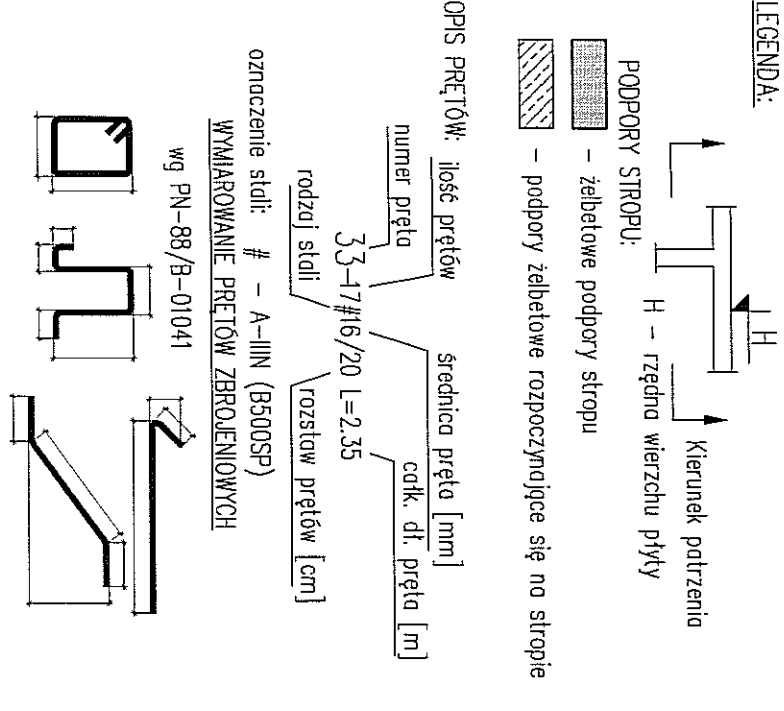 LEGENDA:
Kierunek patrzenia
H
H - rzędna wierzchu płyty
PODPORY STROPU:
- żelbetowe podpory stropu
- podpory żelbetowe rozpoczynające się na stropie
OPIS PRĘTÓW:
ilość prętów
średnica pręta [mm]
numer pręta
całk. dł. pręta [m]
3.3-17#16/20 L=2.35
rodzaj stali
rozstaw prętów [cm]
oznaczenie stali: # - A-IIIN (B500SP)
WYMIAROWANIE PRĘTÓW ZBROJENIOWYCH
wg PN-88/B-01041